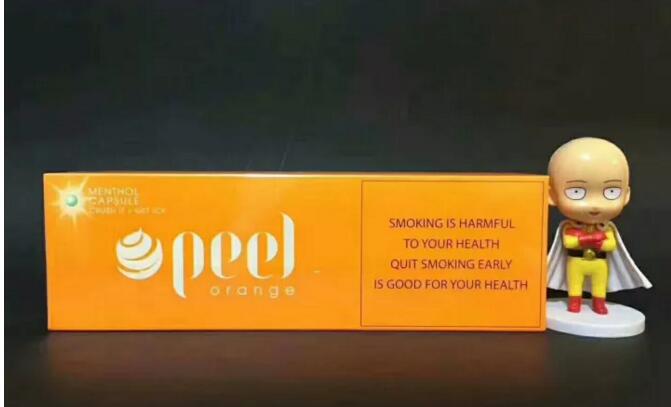 MENTHOL
CAPSULE
peel
orange
SMOKING IS HARMFUL
TO YOUR HEALTH
QUIT SMOKING EARLY
IS GOOD FOR YOUR HEALTH